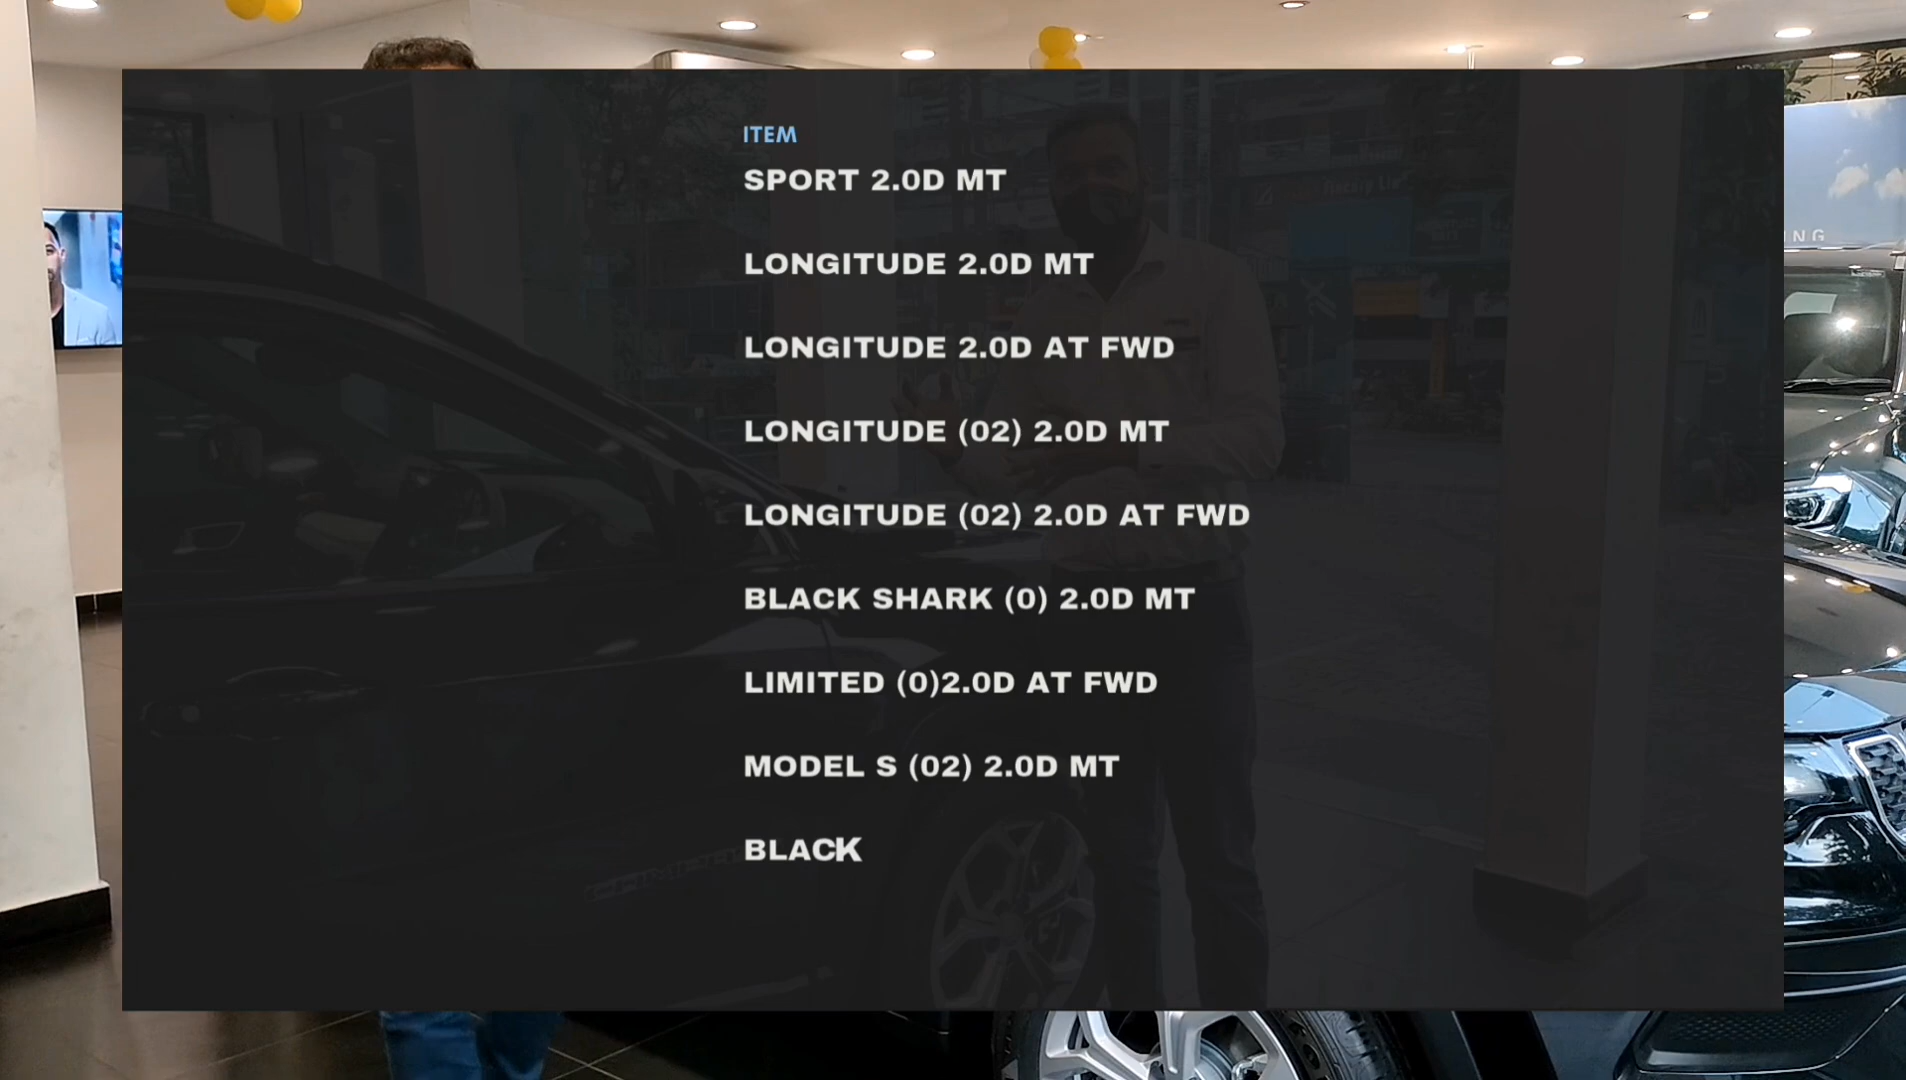 ITEM
SPORT 2.0D MT
LONGITUDE 2.0D MT
LONGITUDE 2.0D AT FWD
LONGITUDE (02) 2.0D MT
LONGITUDE (02) 2.0D AT FWD
BLACK SHARK (0) 2.0D MT
LIMITED (0)2.0D AT FWD
MODEL S (02) 2.0D MT
BLACK